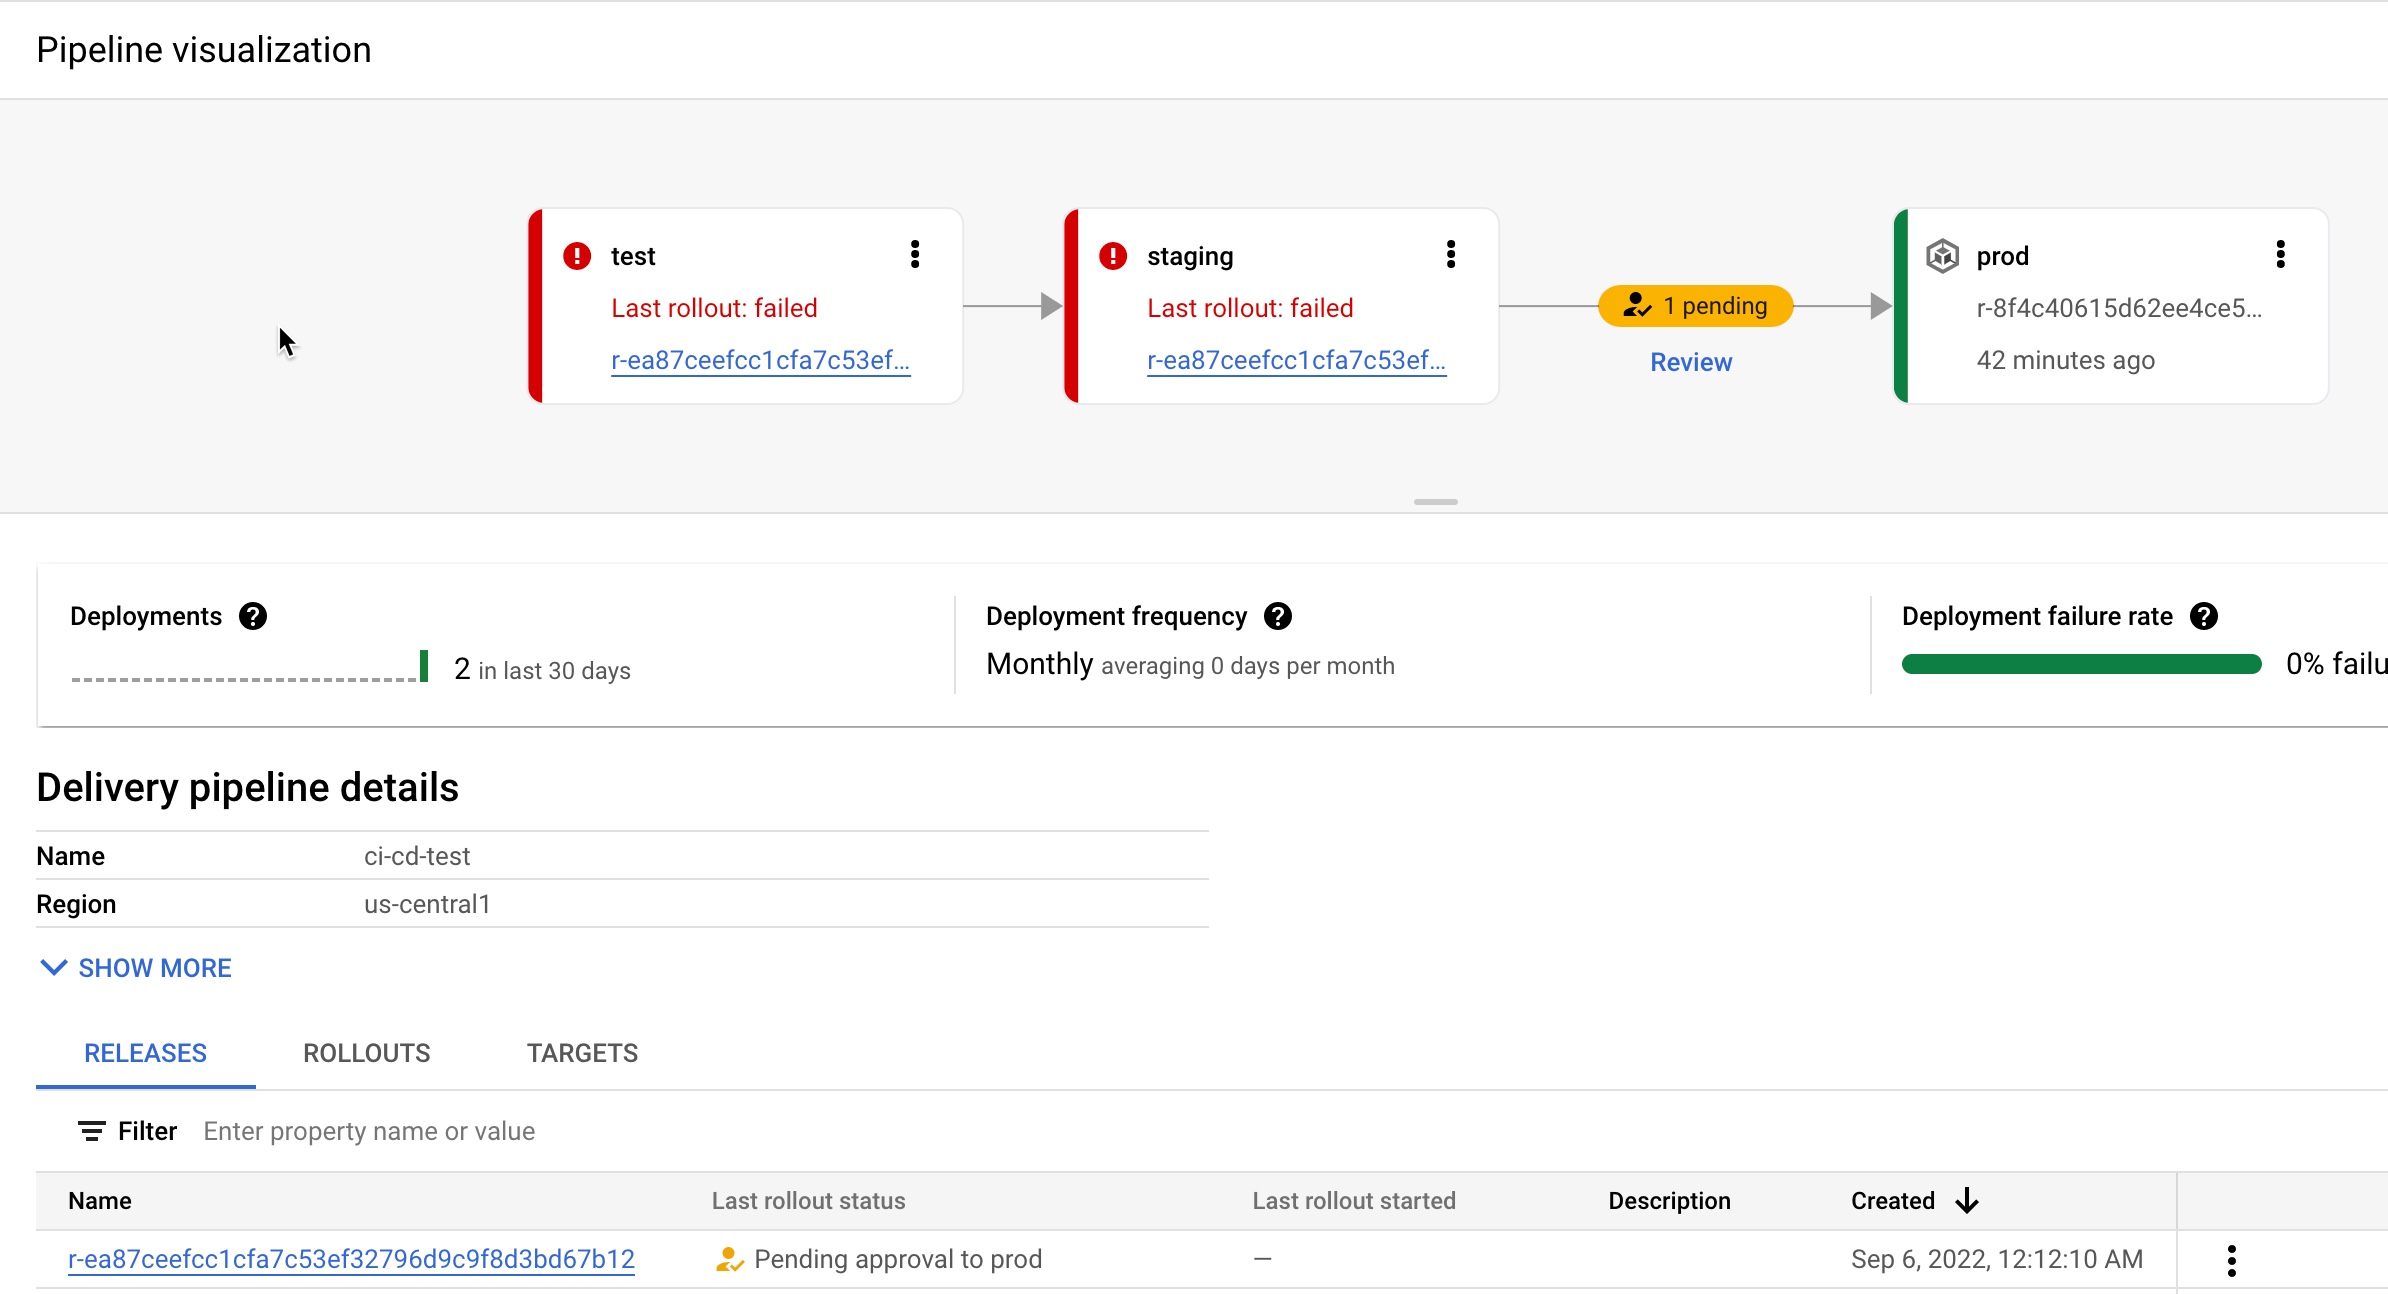 Pipeline visualization
test
Last rollout: failed
r-ea87ceefcc1cfa7c53ef...
staging
Last rollout: failed
r-ea87ceefcc1cfa7c53ef...
1 pending
Review
prod
r-8f4c40615d62ee4ce5...
42 minutes ago
Deployments
2 in last 30 days
Deployment frequency
Monthly averaging 0 days per month
Deployment failure rate
0% failu
Delivery pipeline details
Name ci-cd-test
Region us-central1
SHOW MORE
RELEASES ROLLOUTS TARGETS
Filter Enter property name or value
Name Last rollout status Last rollout started Description Created
r-ea87ceefcc1cfa7c53ef32796d9c9f8d3bd67b12 Pending approval to prod — Sep 6, 2022, 12:12:10 AM